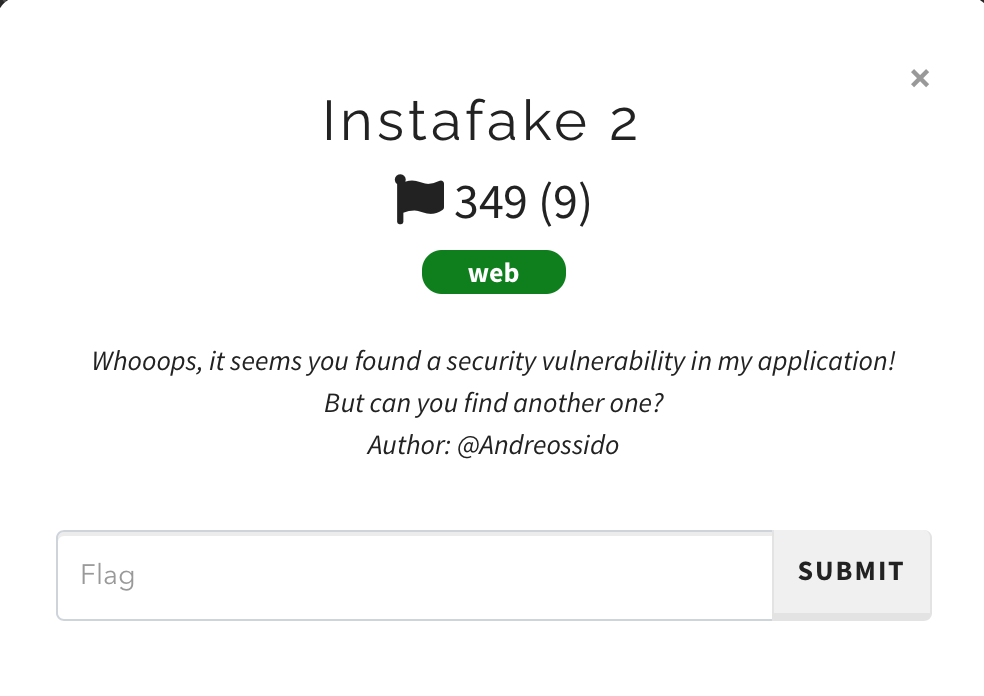 ×
Instafake 2
349 (9)
web
Whooops, it seems you found a security vulnerability in my application!
But can you find another one?
Author: @Andreossido
Flag
SUBMIT